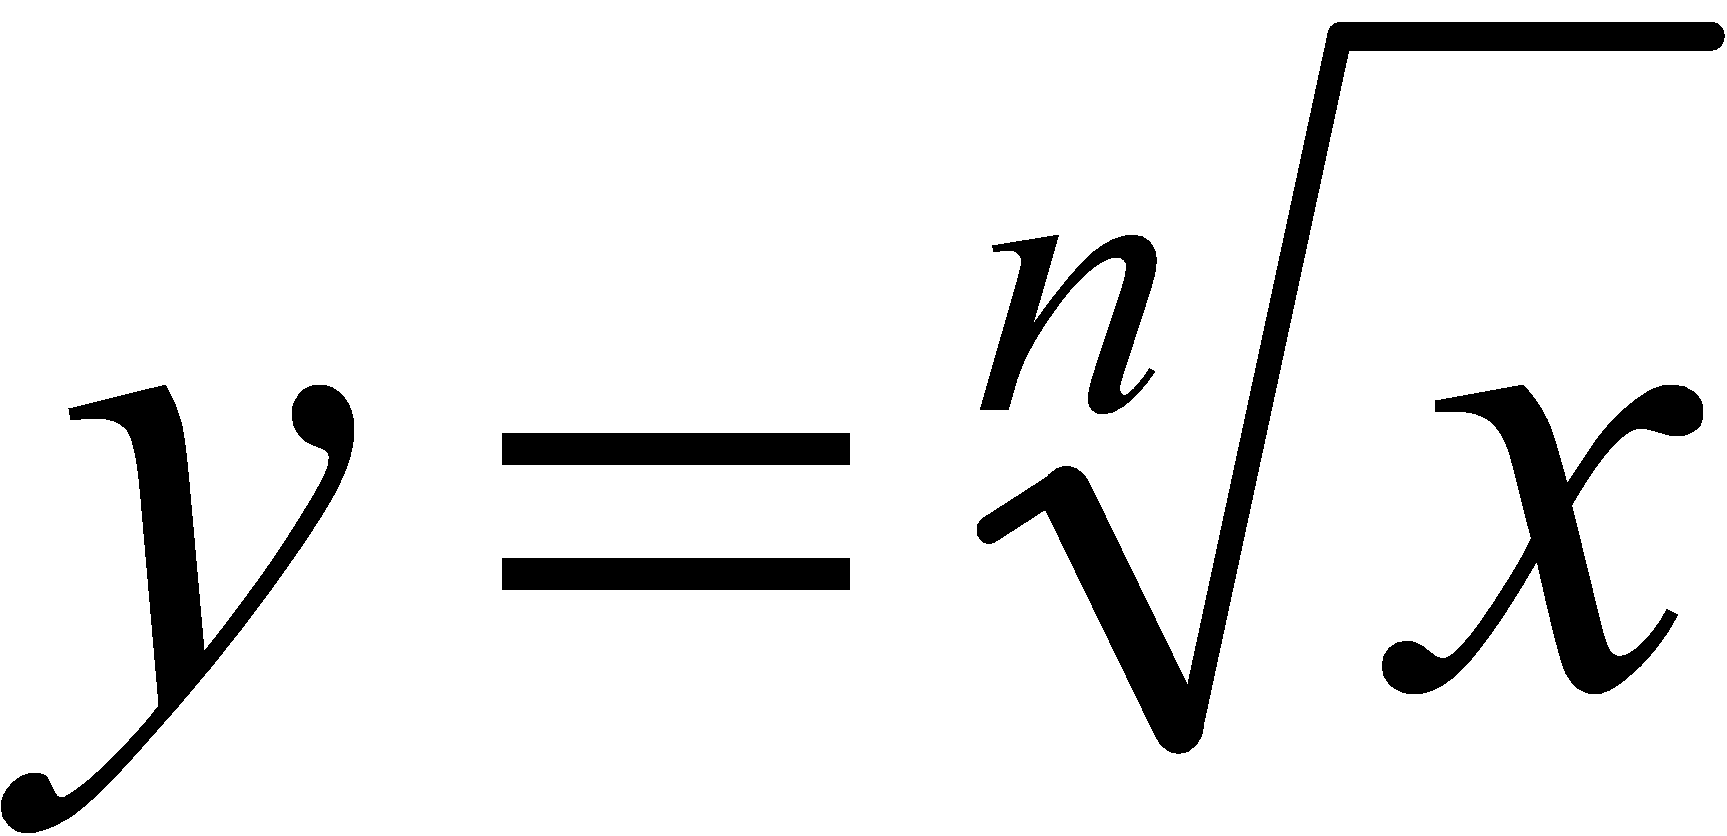 y = ⁿ√x